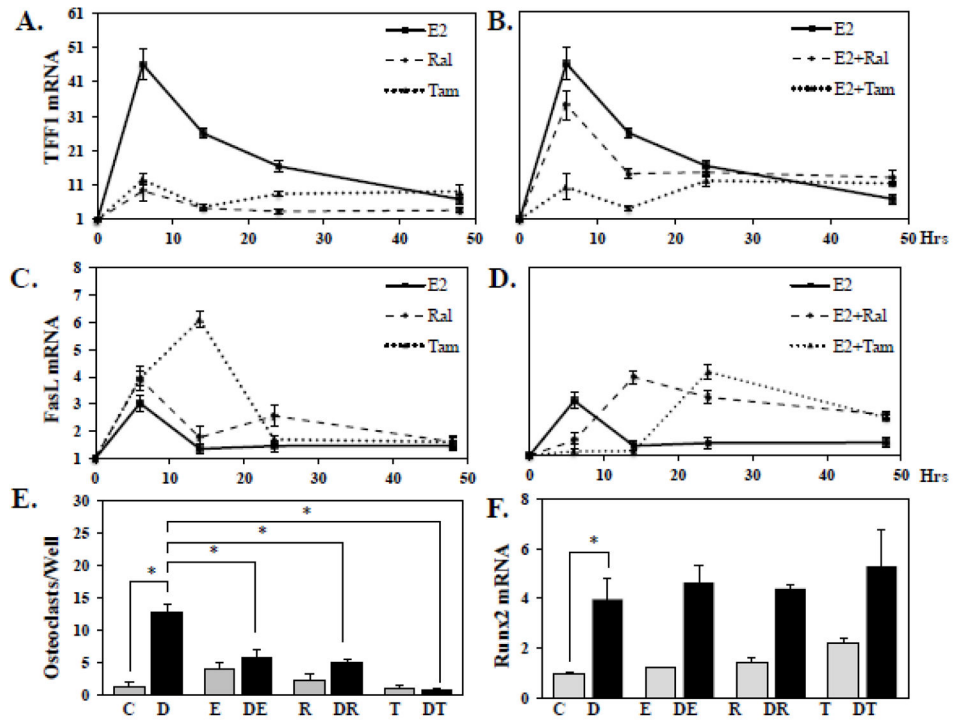 A.
61
51
41
31
21
11
1
TFF1 mRNA
E2
Ral
Tam
0 10 20 30 40 50
B.
E2
E2+Ral
E2+Tam
0 10 20 30 40 50 Hrs
C.
8
7
6
5
4
3
2
1
FasL mRNA
E2
Ral
Tam
0 10 20 30 40 50
D.
E2
E2+Ral
E2+Tam
0 10 20 30 40 50 Hrs
E.
30
25
20
15
10
5
0
Osteoclasts/Well
*
*
*
*
C D E DE R DR T DT
F.
8
6
4
2
0
Runx2 mRNA
*
C D E DE R DR T DT